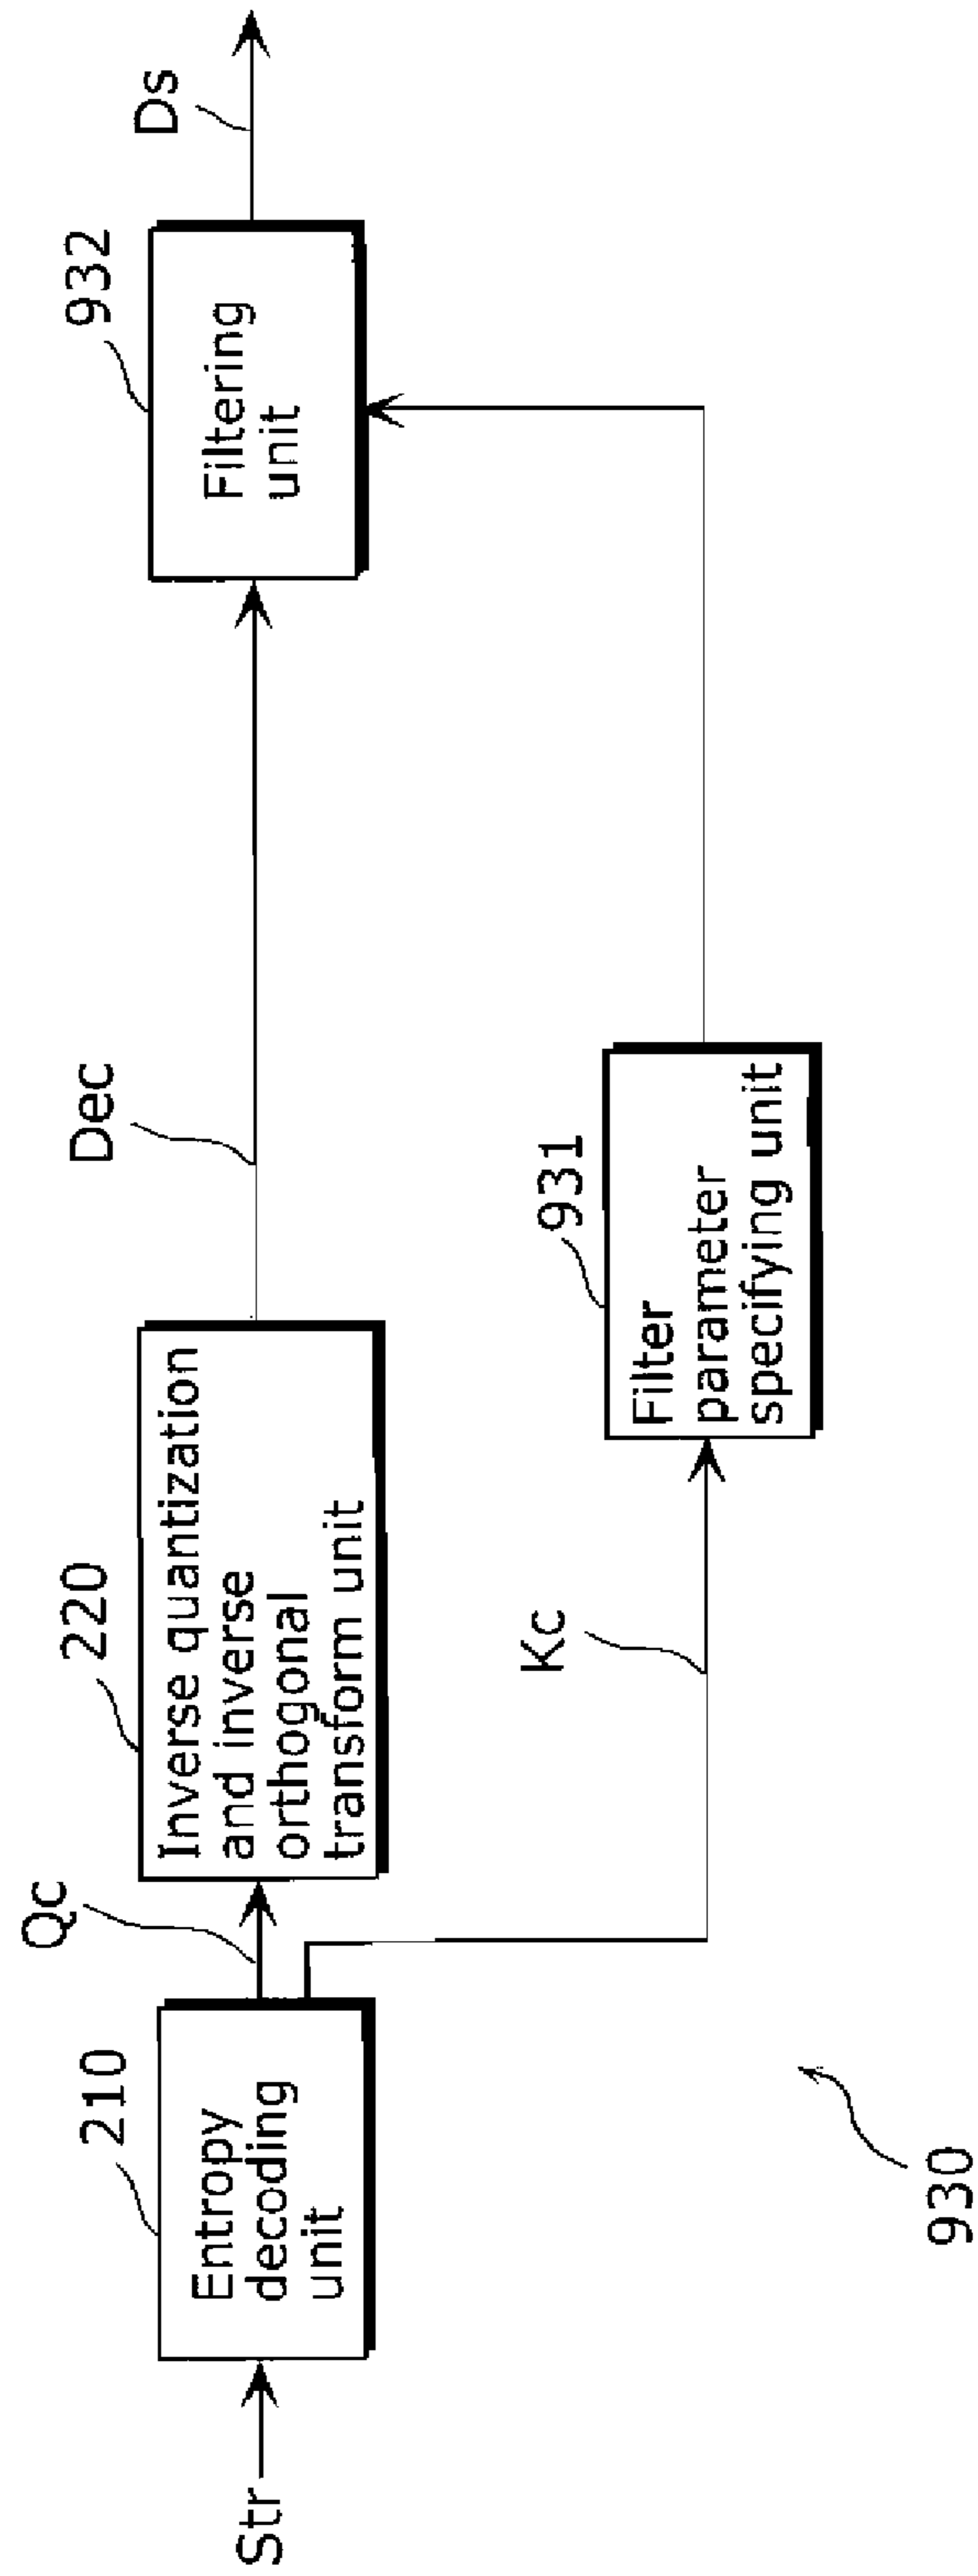 Str
210
Entropy
decoding
unit
Qc
220
Inverse quantization
and inverse
orthogonal
transform unit
Dec
Kc
931
Filter
parameter
specifying unit
932
Filtering
unit
Ds
930